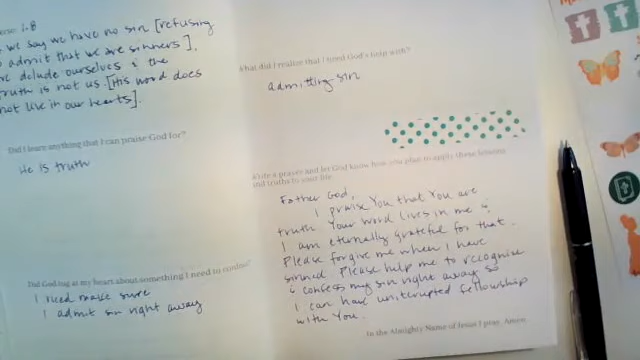 1:8
we say we have no sin [refusing
admit that we are sinners],
we delude ourselves & the
truth is not us. [His word does
not live in our hearts].
Did I learn anything that I can praise God for?
He is truth
Did God tug at my heart about something I need to confess?
I need make sure
I admit sin right away
What did I realize that I need God's help with?
admitting sin
Write a prayer and let God know how you plan to apply these lessons
and truths to your life.
Father God,
I praise You that You are
truth. Your word lives in me &
I am eternally grateful for that.
Please forgive me when I have
sinned. Please help me to recognize
& confess my sin right away so
I can have unitrupted fellowship
with You.
In the Almighty Name of Jesus I pray, Amen.